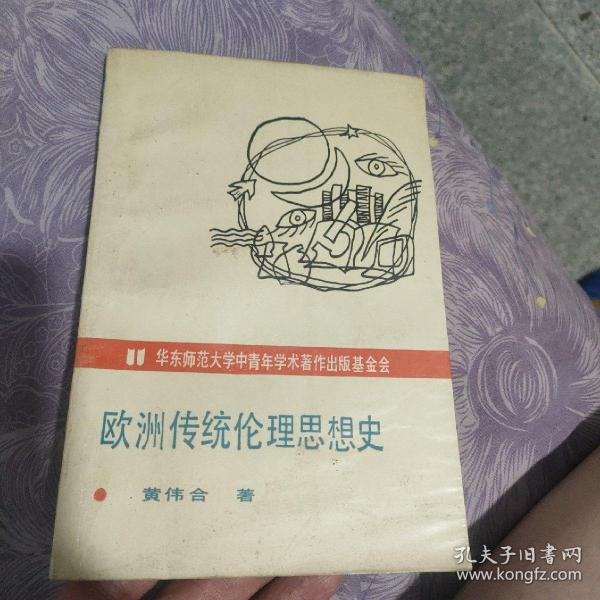 华东师范大学中青年学术著作出版基金会
欧洲传统伦理思想史
黄伟合 著
孔夫子旧书网
www.kongfz.com